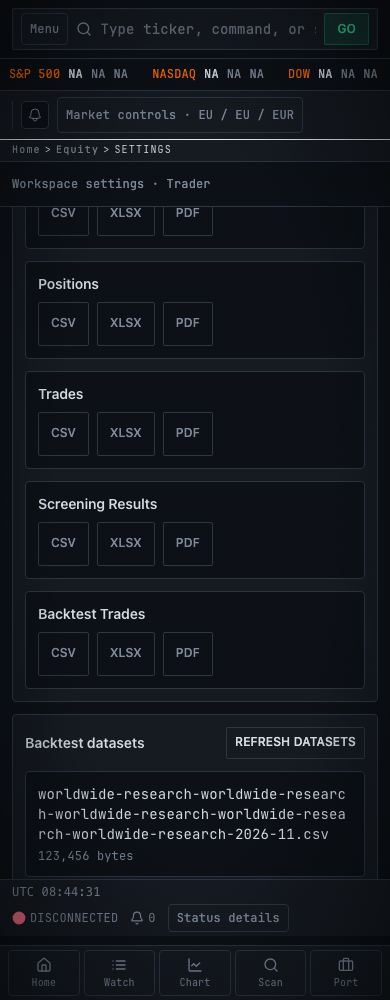 Menu Type ticker, command, or : GO
S&P 500 NA NA NA NASDAQ NA NA NA DOW NA NA NA
Market controls · EU / EU / EUR
Home > Equity > SETTINGS
Workspace settings · Trader
CSV XLSX PDF
Positions
CSV XLSX PDF
Trades
CSV XLSX PDF
Screening Results
CSV XLSX PDF
Backtest Trades
CSV XLSX PDF
Backtest datasets REFRESH DATASETS
worldwide-research-worldwide-researc
h-worldwide-research-worldwide-resea
rch-worldwide-research-2026-11.csv
123,456 bytes
UTC 08:44:31
DISCONNECTED 0 Status details
Home Watch Chart Scan Port